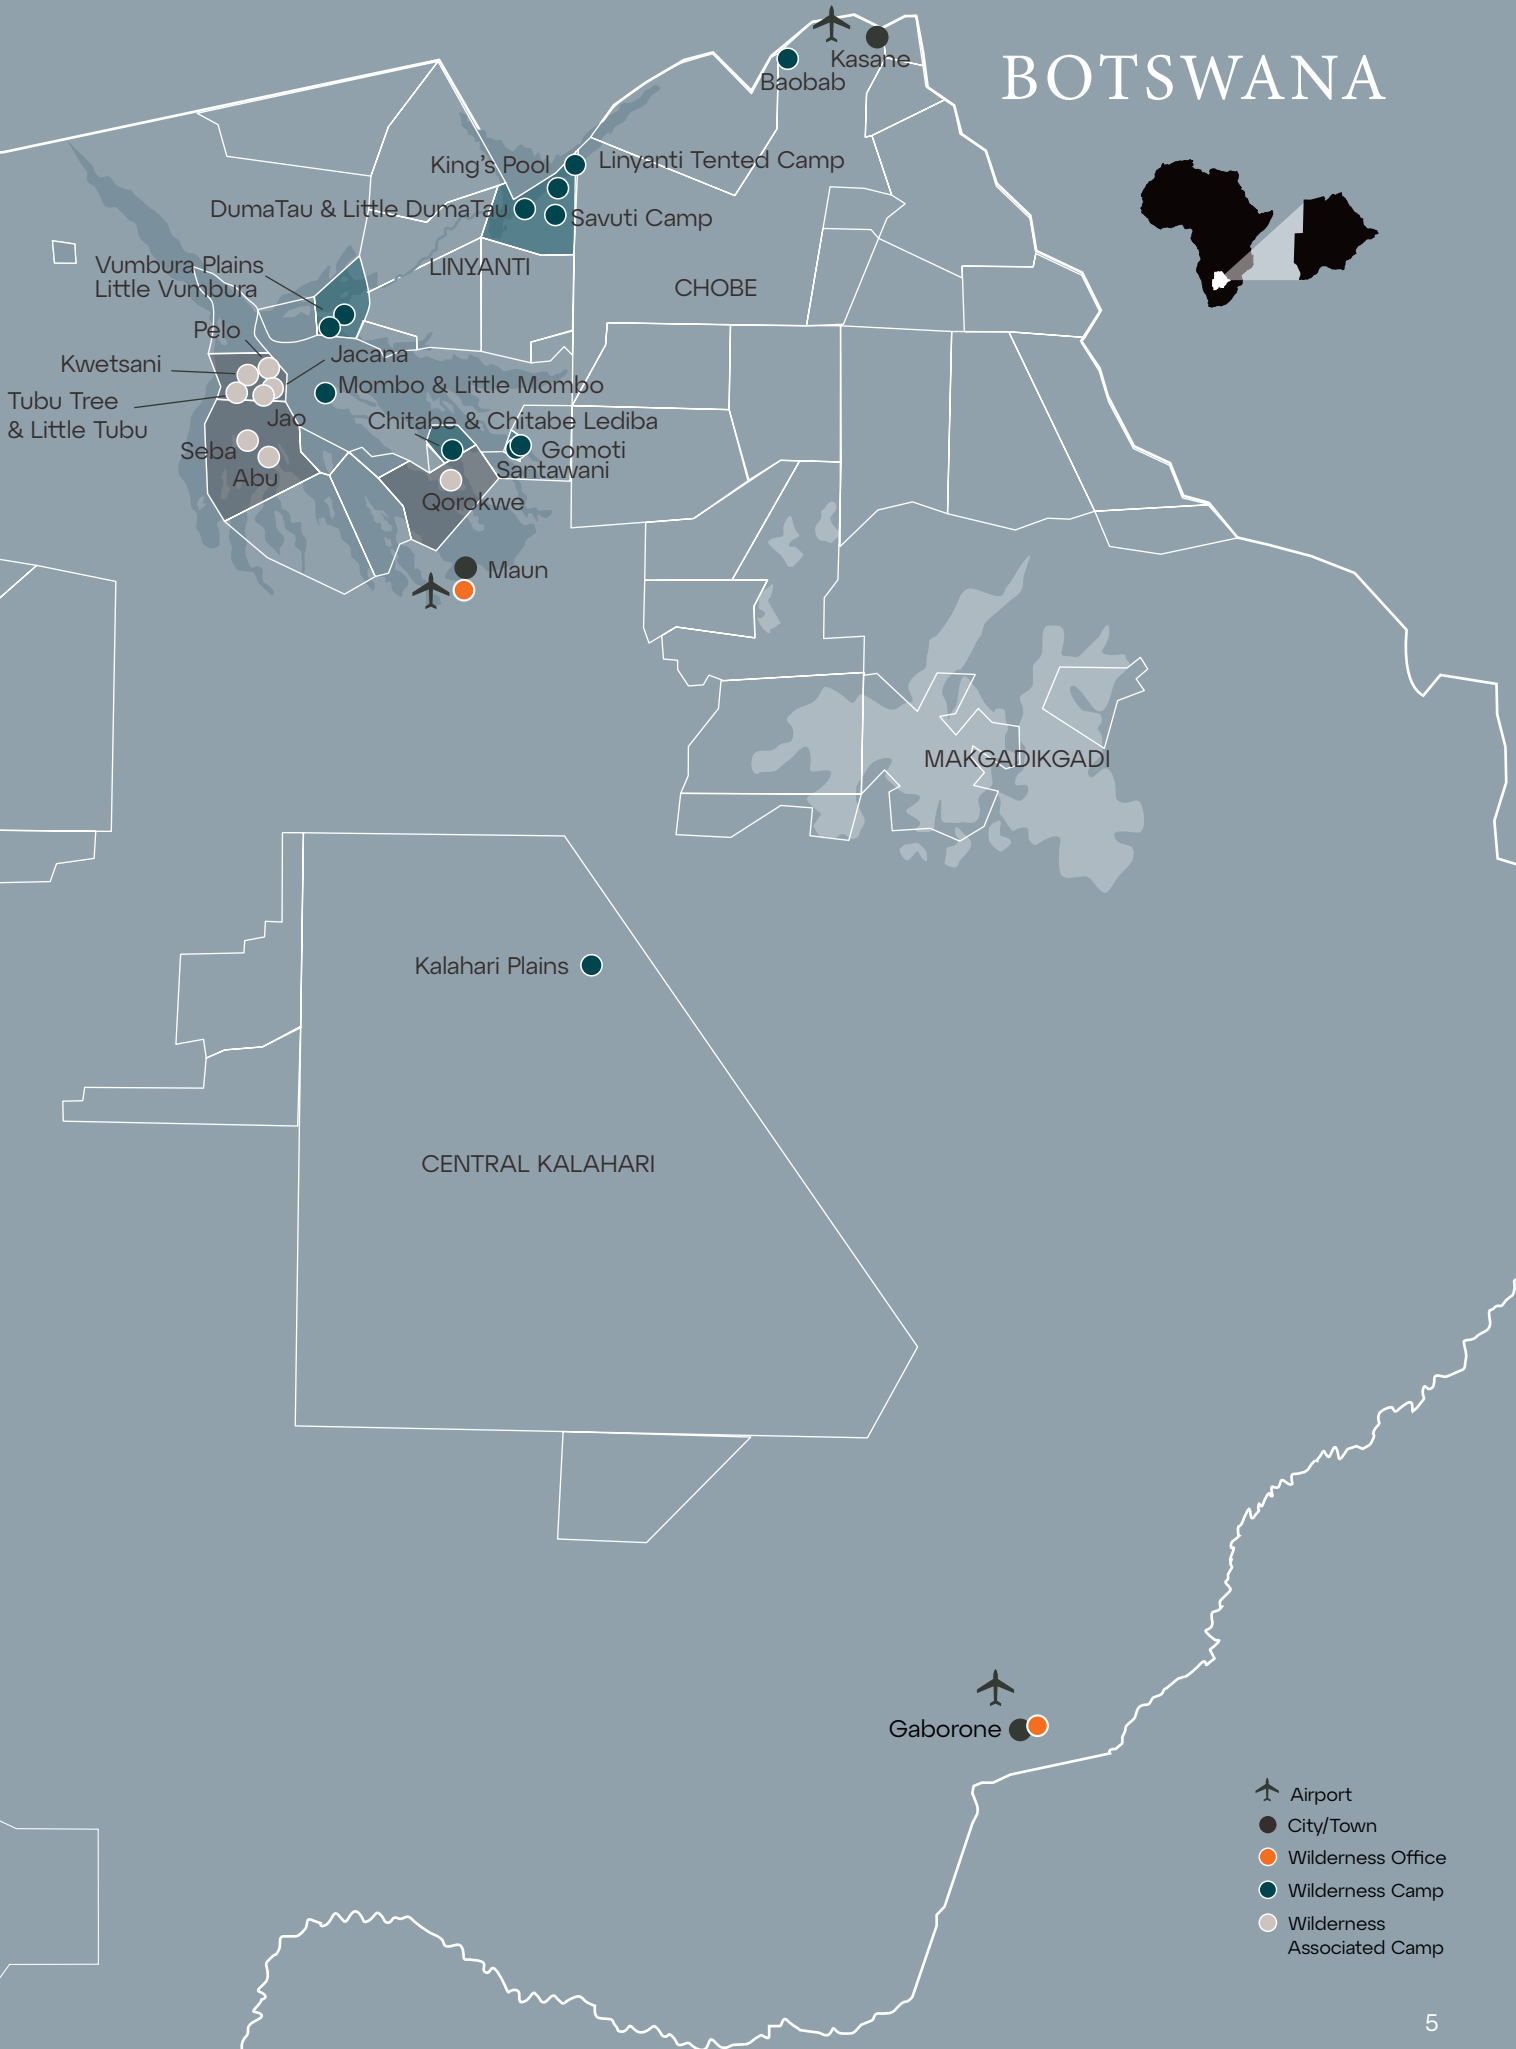 BOTSWANA
Kasane
Baobab
King's Pool
Linyanti Tented Camp
DumaTau & Little DumaTau
Savuti Camp
LINYANTI
CHOBE
Vumbura Plains
Little Vumbura
Pelo
Jacana
Kwetsani
Mombo & Little Mombo
Tubu Tree
& Little Tubu
Jao
Chitabe & Chitabe Lediba
Seba
Gomoti
Santawani
Abu
Qorokwe
Maun
MAKGADIKGADI
Kalahari Plains
CENTRAL KALAHARI
Gaborone
Airport
City/Town
Wilderness Office
Wilderness Camp
Wilderness
Associated Camp
5